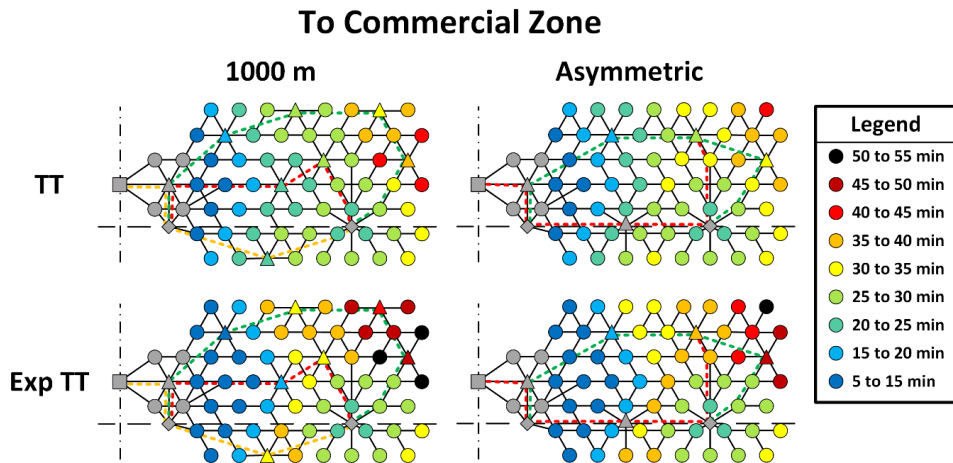 To Commercial Zone
1000 m
Asymmetric
TT
Exp TT
Legend
50 to 55 min
45 to 50 min
40 to 45 min
35 to 40 min
30 to 35 min
25 to 30 min
20 to 25 min
15 to 20 min
5 to 15 min